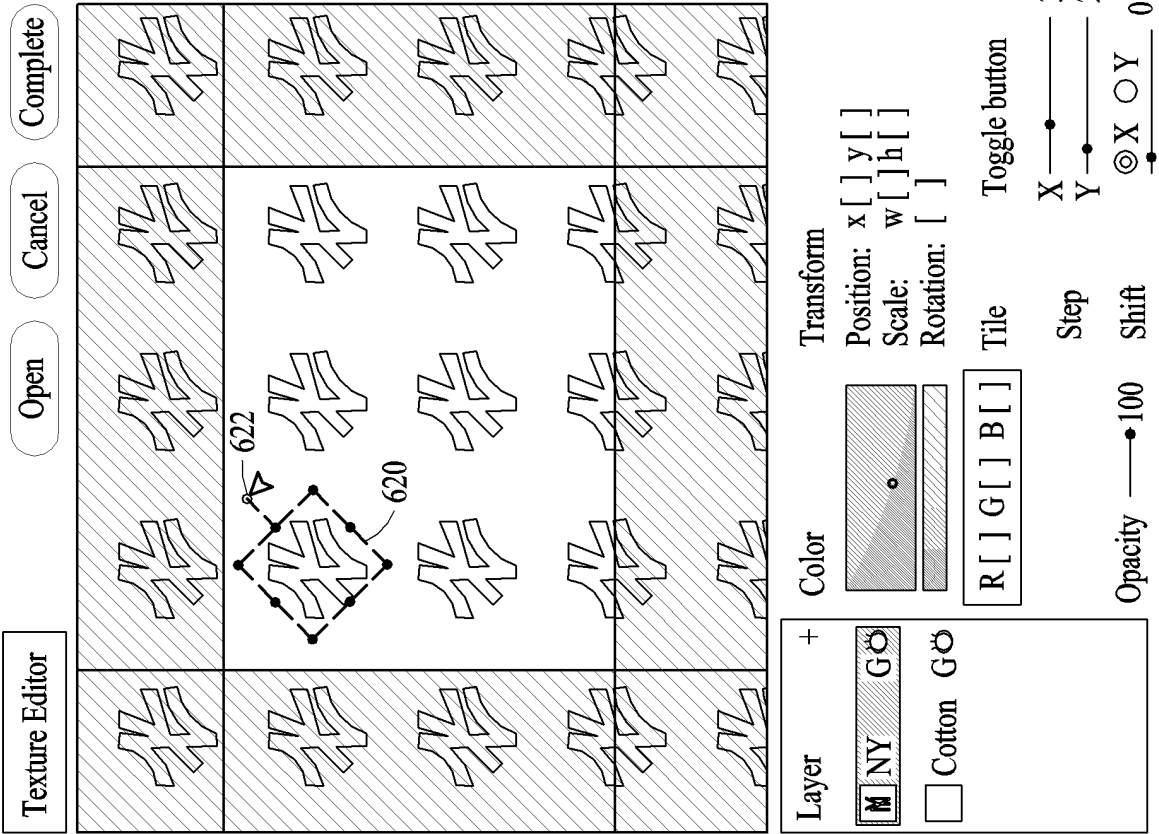 Texture Editor
Open
Cancel
Complete
622
620
Layer +
NY G
Cotton G
Color
R [ ] G [ ] B [ ]
Opacity 100
Transform
Position: x [ ] y [ ]
Scale: w [ ] h [ ]
Rotation: [ ]
Tile Toggle button
Step X
Y
Shift X Y 0